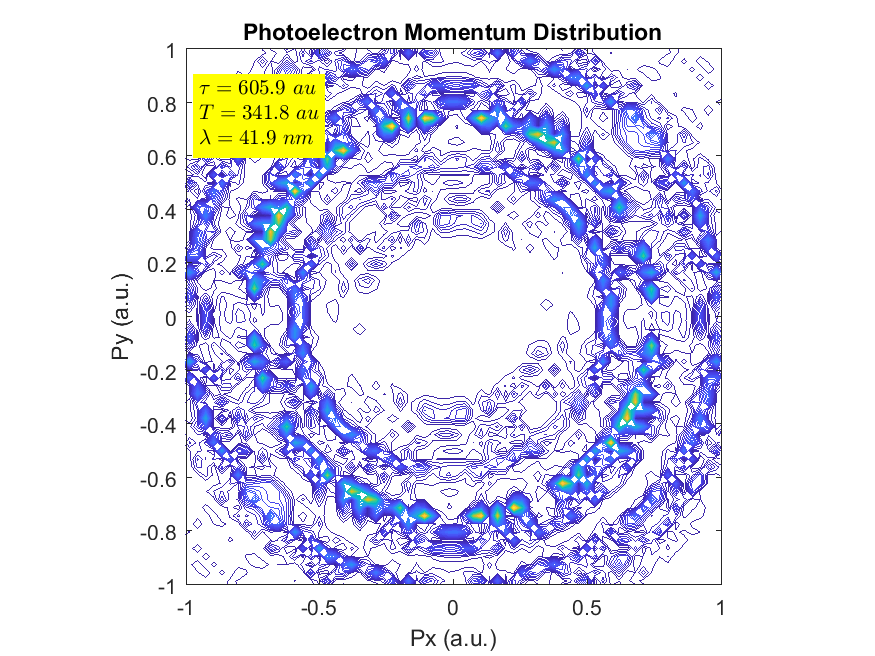 Photoelectron Momentum Distribution
τ = 605.9 au
T = 341.8 au
λ = 41.9 nm
1
0.8
0.6
0.4
0.2
0
-0.2
-0.4
-0.6
-0.8
-1
Py (a.u.)
-1 -0.5 0 0.5 1
Px (a.u.)